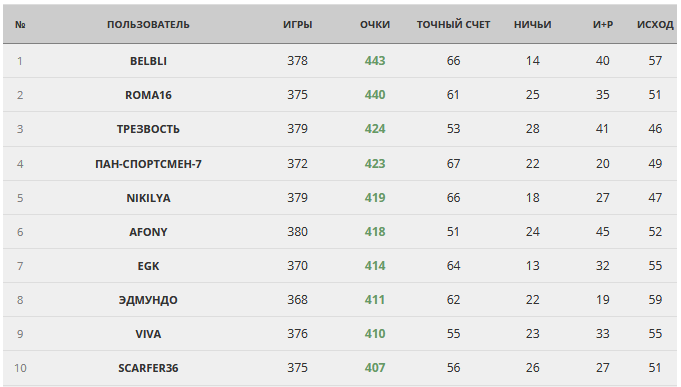 № ПОЛЬЗОВАТЕЛЬ ИГРЫ ОЧКИ ТОЧНЫЙ СЧЕТ НИЧЬИ И+Р ИСХОД
1 BELBLI 378 443 66 14 40 57
2 ROMA16 375 440 61 25 35 51
3 ТРЕЗВОСТЬ 379 424 53 28 41 46
4 ПАН-СПОРТСМЕН-7 372 423 67 22 20 49
5 NIKILYA 379 419 66 18 27 47
6 AFONY 380 418 51 24 45 52
7 EGK 370 414 64 13 32 55
8 ЭДМУНДО 368 411 62 22 19 59
9 VIVA 376 410 55 23 33 55
10 SCARFER36 375 407 56 26 27 51